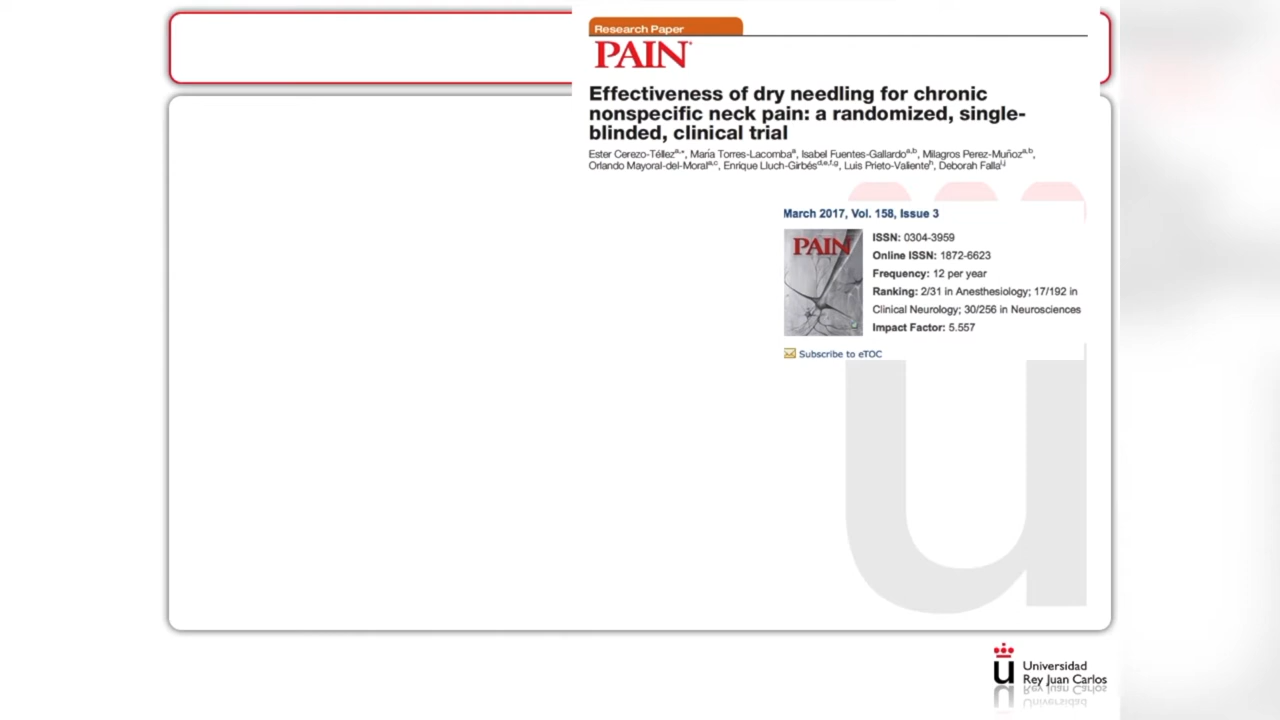 Research Paper
PAIN®
Effectiveness of dry needling for chronic
nonspecific neck pain: a randomized, single-
blinded, clinical trial
Ester Cerezo-Téllez^a,*, María Torres-Lacomba^a, Isabel Fuentes-Gallardo^a,b, Milagros Perez-Muñoz^a,b,
Orlando Mayoral-del-Moral^a,c, Enrique Lluch-Girbés^d,e,f,g, Luis Prieto-Valiente^h, Deborah Falla^i,j
March 2017, Vol. 158, Issue 3
PAIN
ISSN: 0304-3959
Online ISSN: 1872-6623
Frequency: 12 per year
Ranking: 2/31 in Anesthesiology; 17/192 in
Clinical Neurology; 30/256 in Neurosciences
Impact Factor: 5.557
Subscribe to eTOC
u
Universidad
Rey Juan Carlos